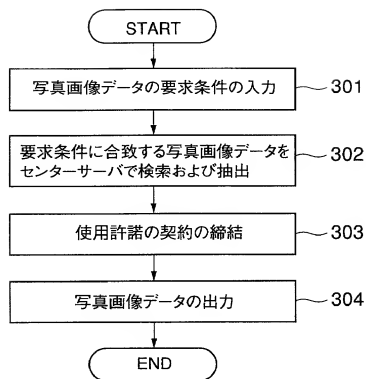 START
写真画像データの要求条件の入力
301
要求条件に合致する写真画像データを
センターサーバで検索および抽出
302
使用許諾の契約の締結
303
写真画像データの出力
304
END